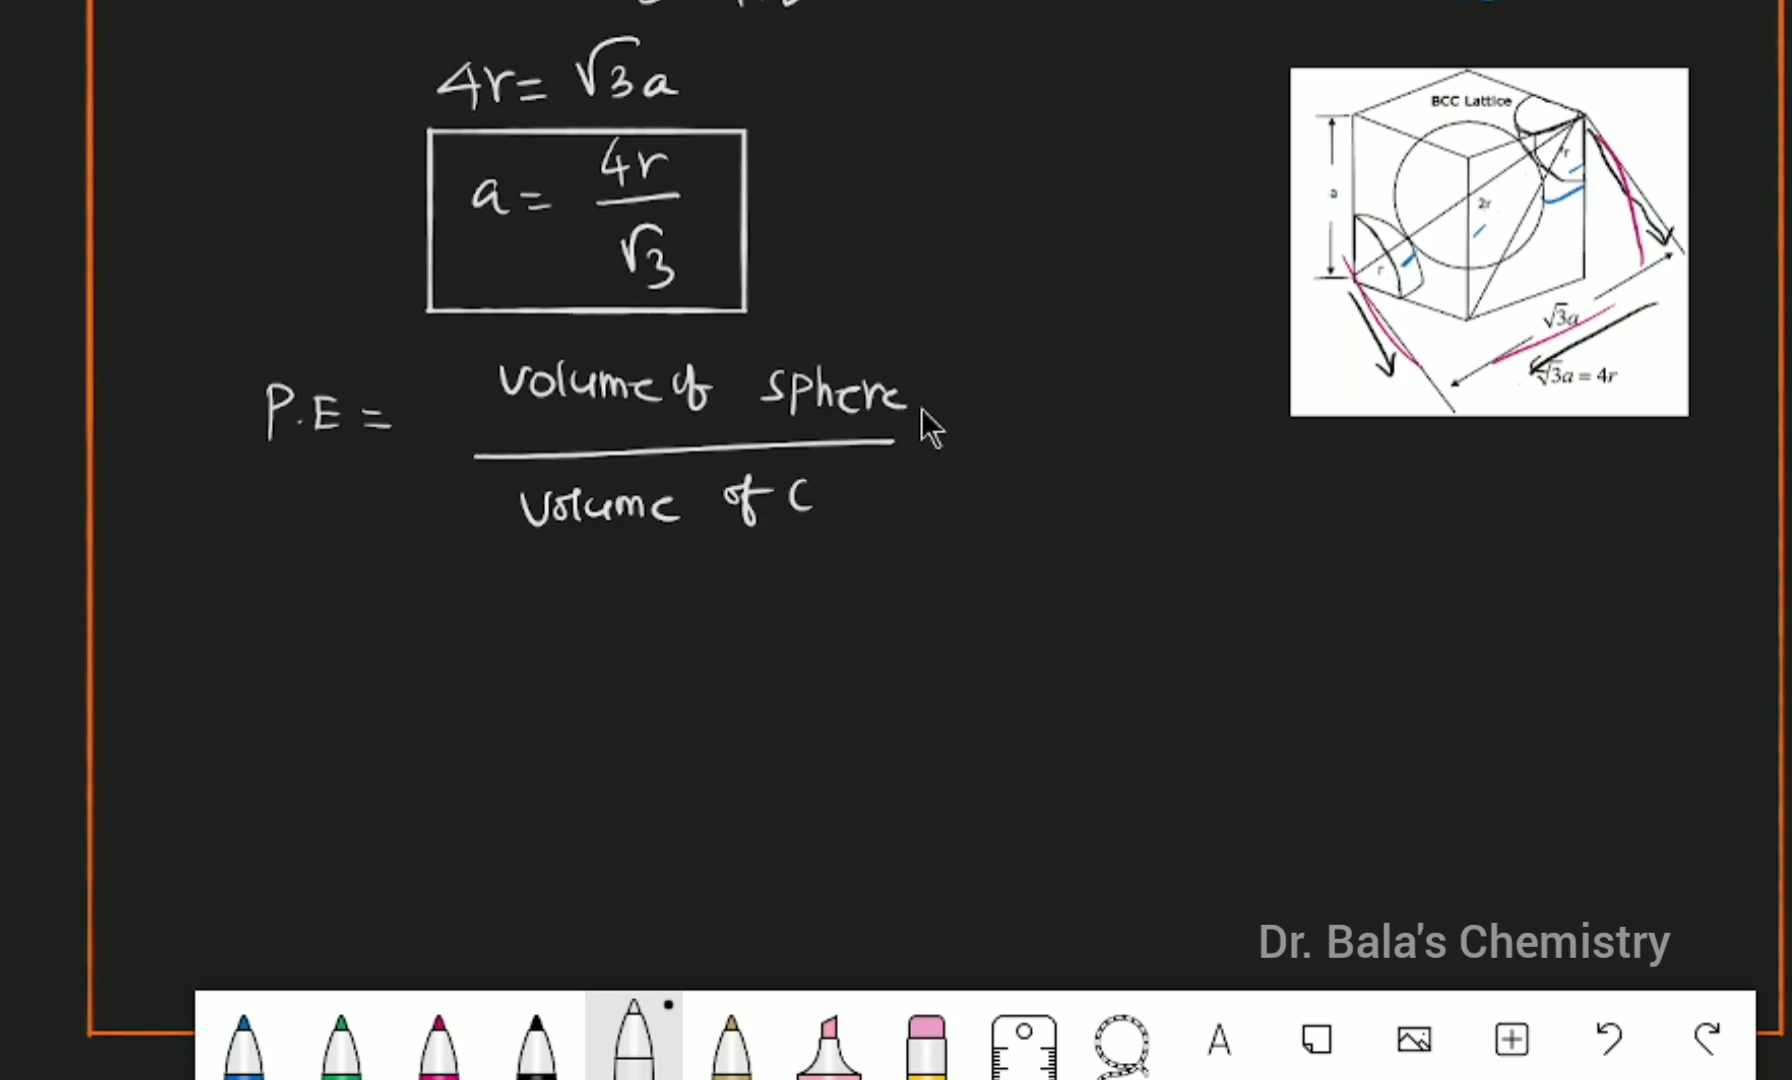 4r = √3a
a = 4r / √3
P.E = volume of sphere / volume of C
BCC Lattice
a
r
2r
r
√3a
√3a = 4r
Dr. Bala's Chemistry
A